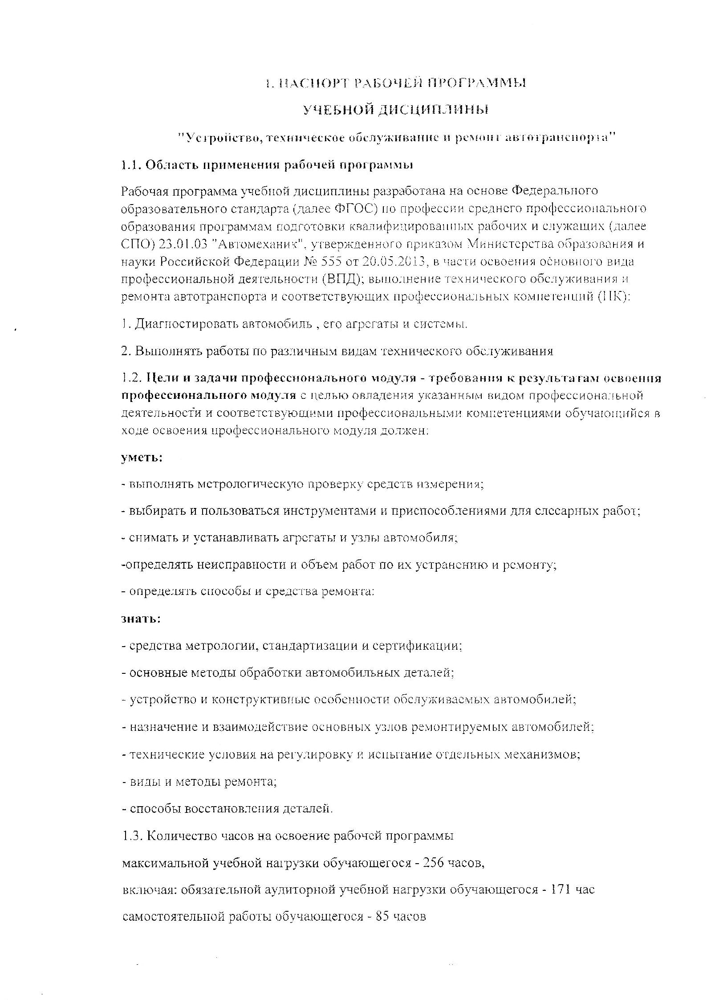 1. ПАСПОРТ РАБОЧЕЙ ПРОГРАММЫ
УЧЕБНОЙ ДИСЦИПЛИНЫ
"Устройство, техническое обслуживание и ремонт автотранспорта"
1.1. Область применения рабочей программы
Рабочая программа учебной дисциплины разработана на основе Федерального
образовательного стандарта (далее ФГОС) по профессии среднего профессионального
образования программам подготовки квалифицированных рабочих и служащих (далее
СПО) 23.01.03 "Автомеханик", утвержденного приказом Министерства образования и
науки Российской Федерации № 555 от 20.05.2013, в части освоения основного вида
профессиональной деятельности (ВПД); выполнение технического обслуживания и
ремонта автотранспорта и соответствующих профессиональных компетенций (ПК):
1. Диагностировать автомобиль , его агрегаты и системы.
2. Выполнять работы по различным видам технического обслуживания
1.2. Цели и задачи профессионального модуля - требования к результатам освоения
профессионального модуля с целью овладения указанным видом профессиональной
деятельности и соответствующими профессиональными компетенциями обучающийся в
ходе освоения профессионального модуля должен:
уметь:
- выполнять метрологическую проверку средств измерения;
- выбирать и пользоваться инструментами и приспособлениями для слесарных работ;
- снимать и устанавливать агрегаты и узлы автомобиля;
-определять неисправности и объем работ по их устранению и ремонту;
- определять способы и средства ремонта:
знать:
- средства метрологии, стандартизации и сертификации;
- основные методы обработки автомобильных деталей;
- устройство и конструктивные особенности обслуживаемых автомобилей;
- назначение и взаимодействие основных узлов ремонтируемых автомобилей;
- технические условия на регулировку и испытание отдельных механизмов;
- виды и методы ремонта;
- способы восстановления деталей.
1.3. Количество часов на освоение рабочей программы
максимальной учебной нагрузки обучающегося - 256 часов,
включая: обязательной аудиторной учебной нагрузки обучающегося - 171 час
самостоятельной работы обучающегося - 85 часов